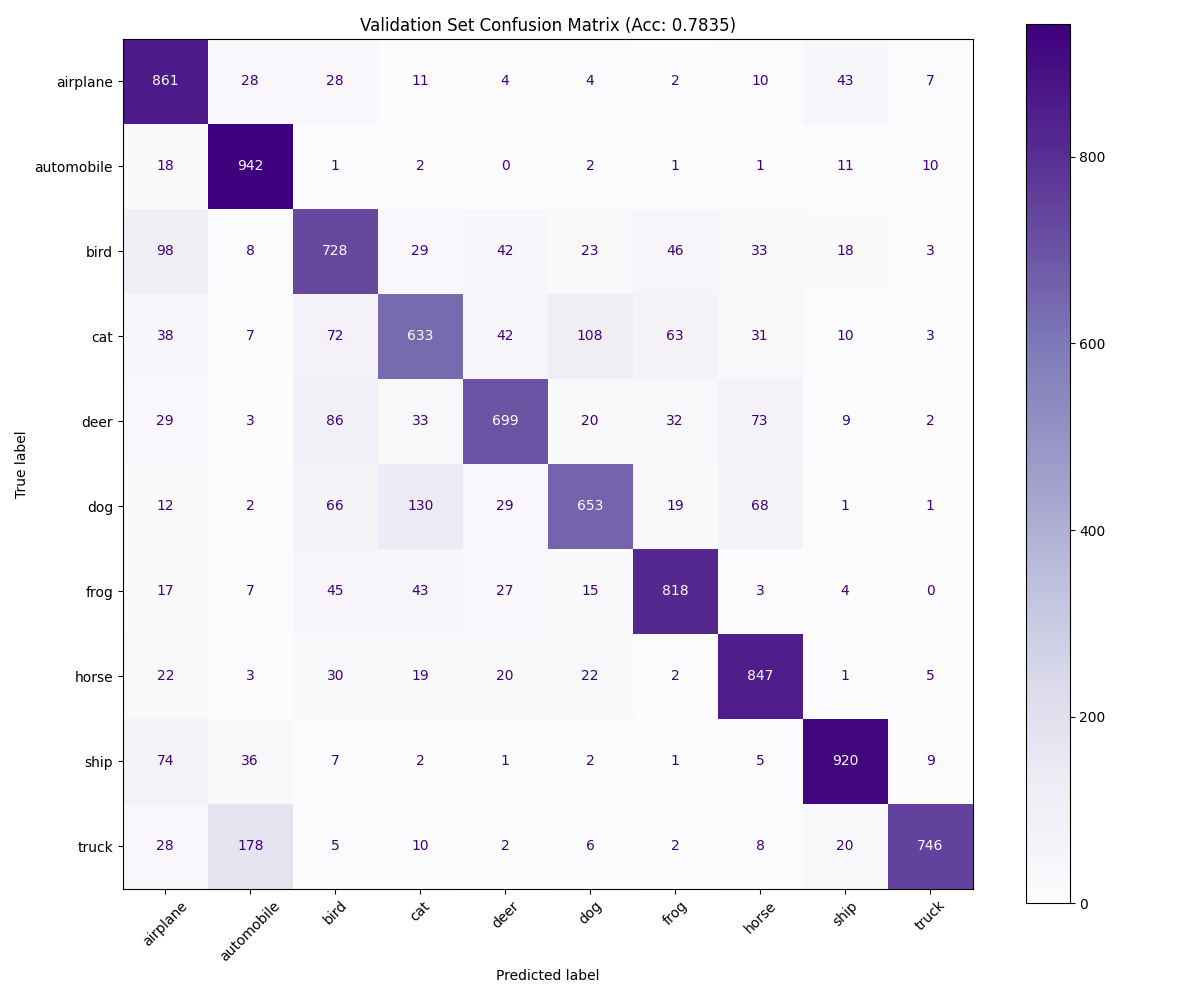 Validation Set Confusion Matrix (Acc: 0.7835)
airplane 861 28 28 11 4 4 2 10 43 7
automobile 18 942 1 2 0 2 1 1 11 10
bird 98 8 728 29 42 23 46 33 18 3
cat 38 7 72 633 42 108 63 31 10 3
deer 29 3 86 33 699 20 32 73 9 2
dog 12 2 66 130 29 653 19 68 1 1
frog 17 7 45 43 27 15 818 3 4 0
horse 22 3 30 19 20 22 2 847 1 5
ship 74 36 7 2 1 2 1 5 920 9
truck 28 178 5 10 2 6 2 8 20 746
airplane automobile bird cat deer dog frog horse ship truck
Predicted label
True label
800
600
400
200
0